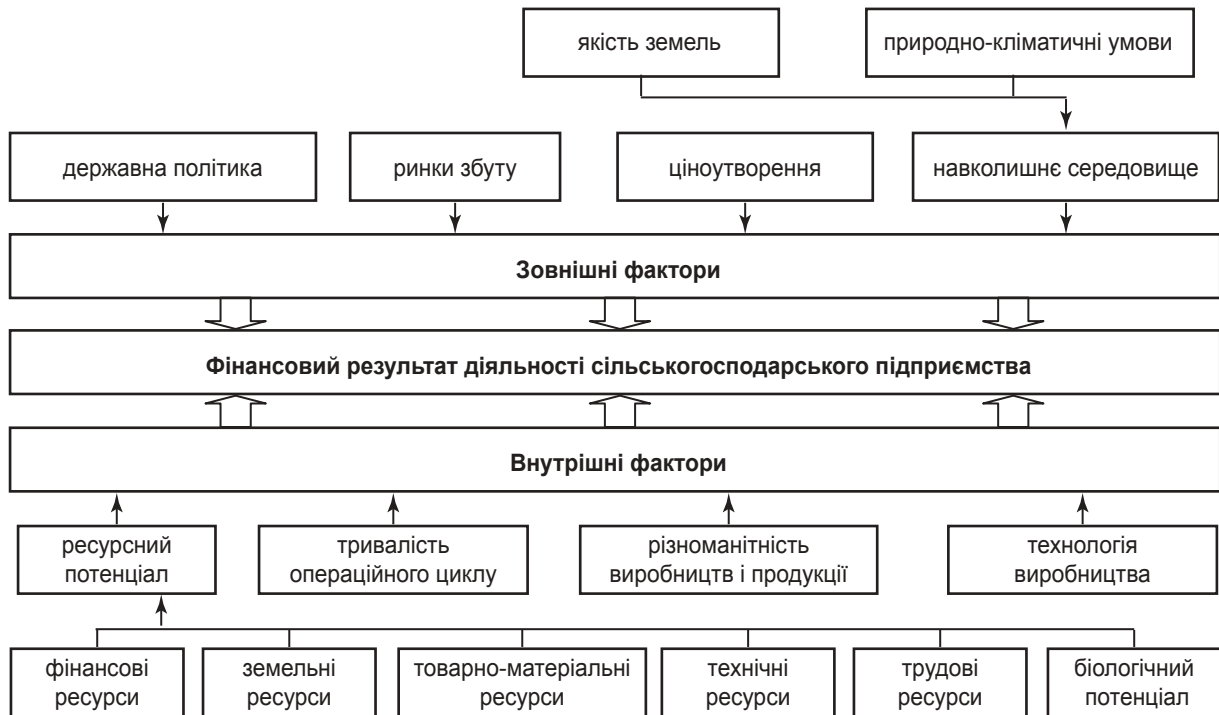 якість земель
природно-кліматичні умови
державна політика
ринки збуту
ціноутворення
навколишнє середовище
Зовнішні фактори
Фінансовий результат діяльності сільськогосподарського підприємства
Внутрішні фактори
ресурсний
потенціал
тривалість
операційного циклу
різноманітність
виробництв і продукції
технологія
виробництва
фінансові
ресурси
земельні
ресурси
товарно-матеріальні
ресурси
технічні
ресурси
трудові
ресурси
біологічний
потенціал